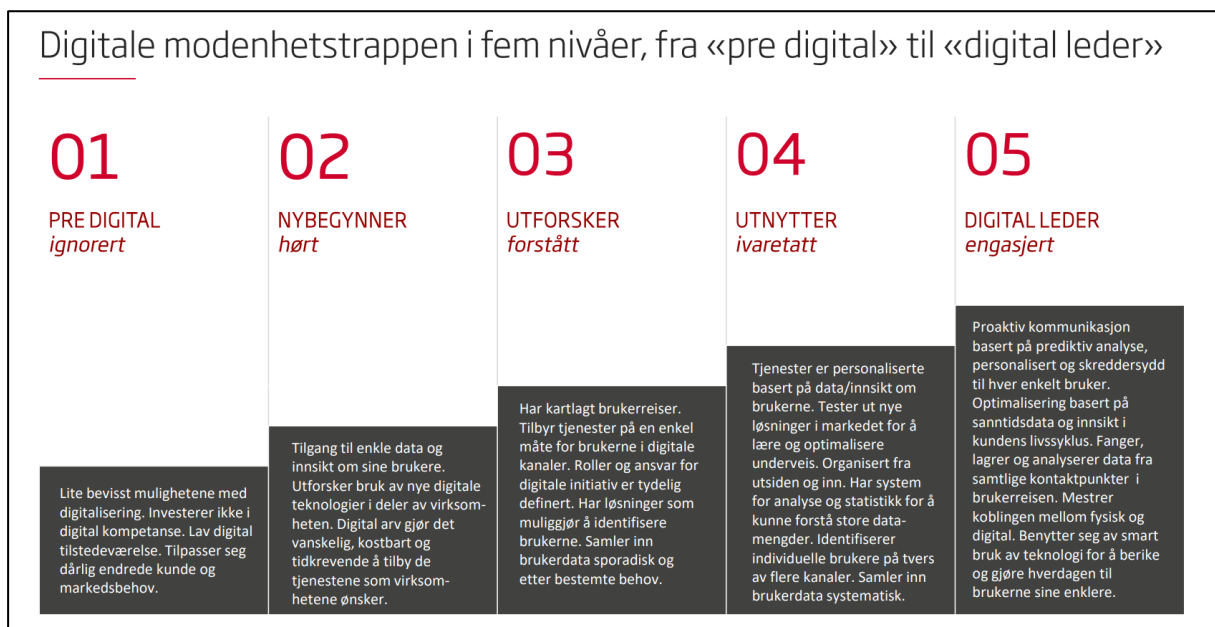 Digitale modenhetstrappen i fem nivåer, fra «pre digital» til «digital leder»
01
PRE DIGITAL
ignorert
Lite bevisst mulighetene med
digitalisering. Investerer ikke i
digital kompetanse. Lav digital
tilstedeværelse. Tilpasser seg
dårlig endrede kunde og
markedsbehov.
02
NYBEGYNNER
hørt
Tilgang til enkle data og
innsikt om sine brukere.
Utforsker bruk av nye digitale
teknologier i deler av virksom-
heten. Digital arv gjør det
vanskelig, kostbart og
tidkrevende å tilby de
tjenestene som virksom-
hetene ønsker.
03
UTFORSKER
forstått
Har kartlagt brukerreiser.
Tilbyr tjenester på en enkel
måte for brukerne i digitale
kanaler. Roller og ansvar for
digitale initiativ er tydelig
definert. Har løsninger som
muliggjør å identifisere
brukerne. Samler inn
brukerdata sporadisk og
etter bestemte behov.
04
UTNYTTER
ivaretatt
Tjenester er personaliserte
basert på data/innsikt om
brukerne. Tester ut nye
løsninger i markedet for å
lære og optimalisere
underveis. Organisert fra
utsiden og inn. Har system
for analyse og statistikk for å
kunne forstå store data-
mengder. Identifiserer
individuelle brukere på tvers
av flere kanaler. Samler inn
brukerdata systematisk.
05
DIGITAL LEDER
engasjert
Proaktiv kommunikasjon
basert på prediktiv analyse,
personalisert og skreddersydd
til hver enkelt bruker.
Optimalisering basert på
sanntidsdata og innsikt i
kundens livssyklus. Fanger,
lagrer og analyserer data fra
samtlige kontaktpunkter i
brukerreisen. Mestrer
koblingen mellom fysisk og
digital. Benytter seg av smart
bruk av teknologi for å berike
og gjøre hverdagen til
brukerne sine enklere.